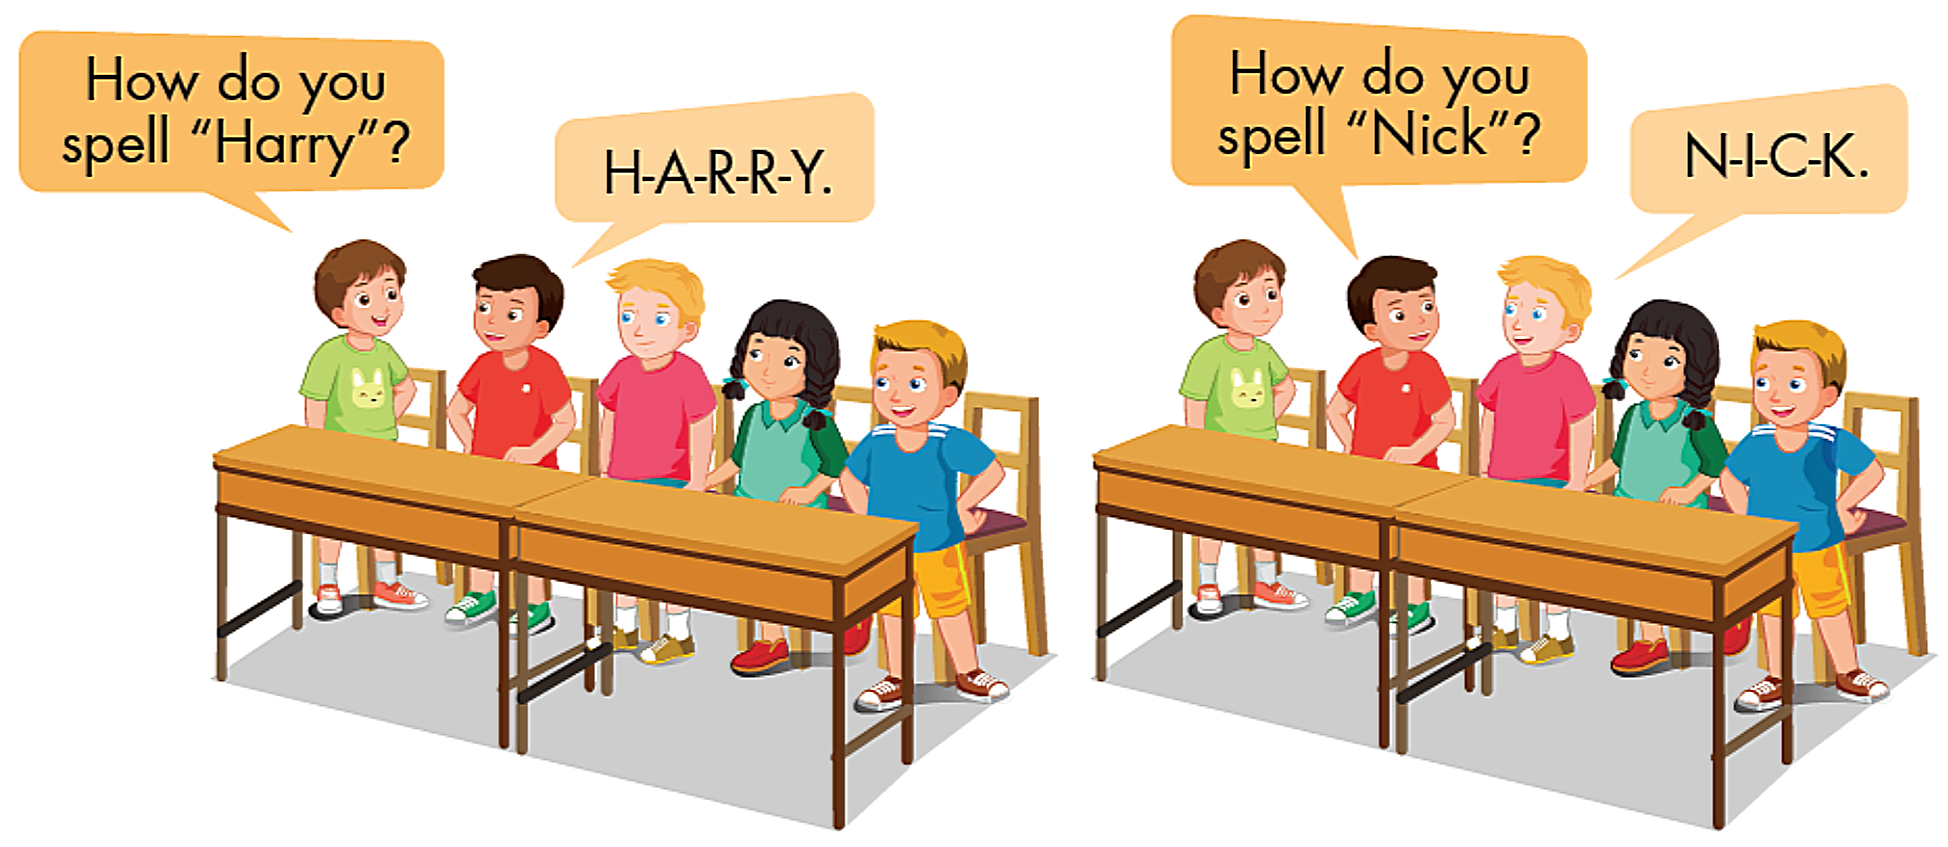 How do you
spell “Harry”?
H-A-R-R-Y.
How do you
spell “Nick”?
N-I-C-K.